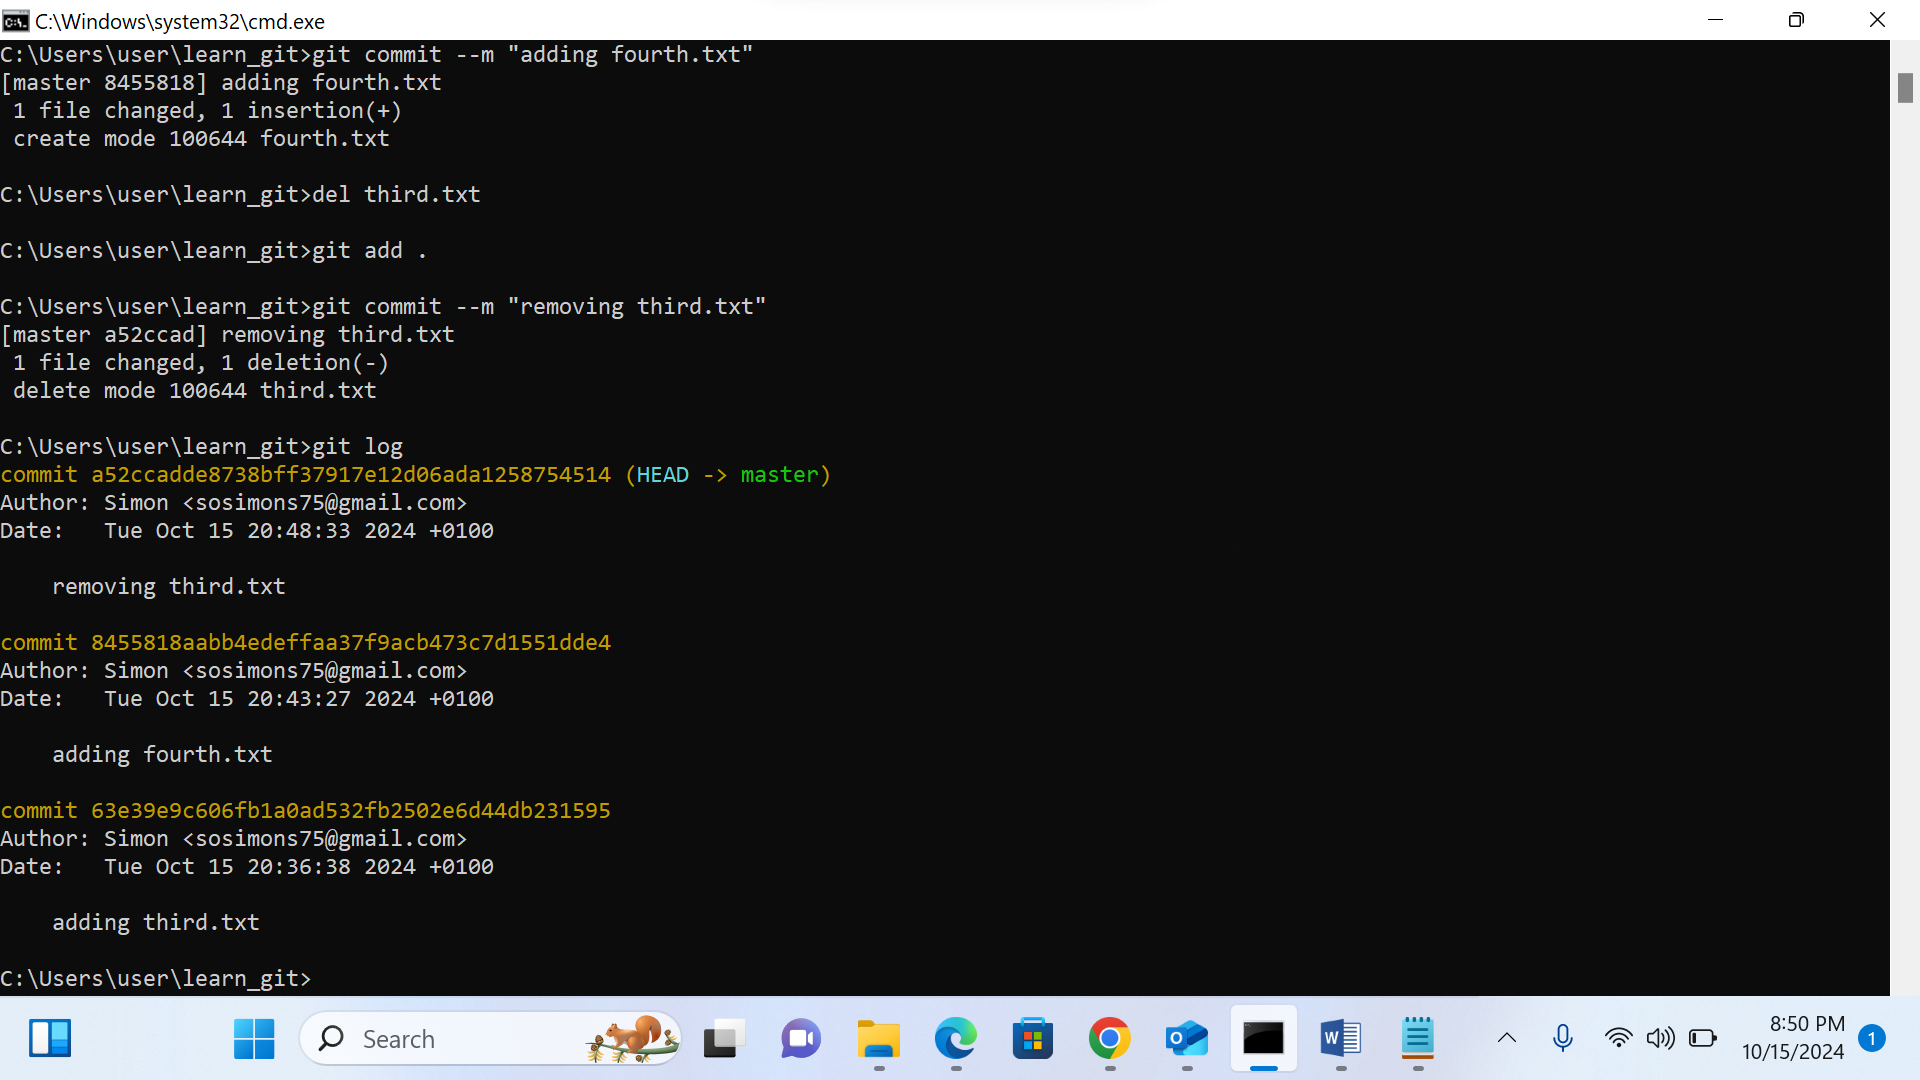 C:\Windows\system32\cmd.exe
C:\Users\user\learn_git>git commit --m "adding fourth.txt"
[master 8455818] adding fourth.txt
 1 file changed, 1 insertion(+)
 create mode 100644 fourth.txt
C:\Users\user\learn_git>del third.txt
C:\Users\user\learn_git>git add .
C:\Users\user\learn_git>git commit --m "removing third.txt"
[master a52ccad] removing third.txt
 1 file changed, 1 deletion(-)
 delete mode 100644 third.txt
C:\Users\user\learn_git>git log
commit a52ccadde8738bff37917e12d06ada1258754514 (HEAD -> master)
Author: Simon <sosimons75@gmail.com>
Date:   Tue Oct 15 20:48:33 2024 +0100
    removing third.txt
commit 8455818aabb4edeffaa37f9acb473c7d1551dde4
Author: Simon <sosimons75@gmail.com>
Date:   Tue Oct 15 20:43:27 2024 +0100
    adding fourth.txt
commit 63e39e9c606fb1a0ad532fb2502e6d44db231595
Author: Simon <sosimons75@gmail.com>
Date:   Tue Oct 15 20:36:38 2024 +0100
    adding third.txt
C:\Users\user\learn_git>
Search
8:50 PM
10/15/2024
1